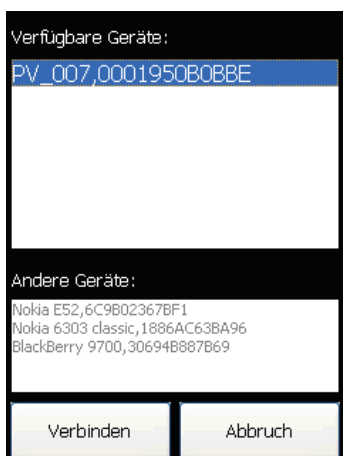 Verfügbare Geräte:
PV_007,0001950B0BBE
Andere Geräte:
Nokia E52,6C9B02367BF1
Nokia 6303 classic,1886AC63BA96
BlackBerry 9700,30694B887B69
Verbinden
Abbruch